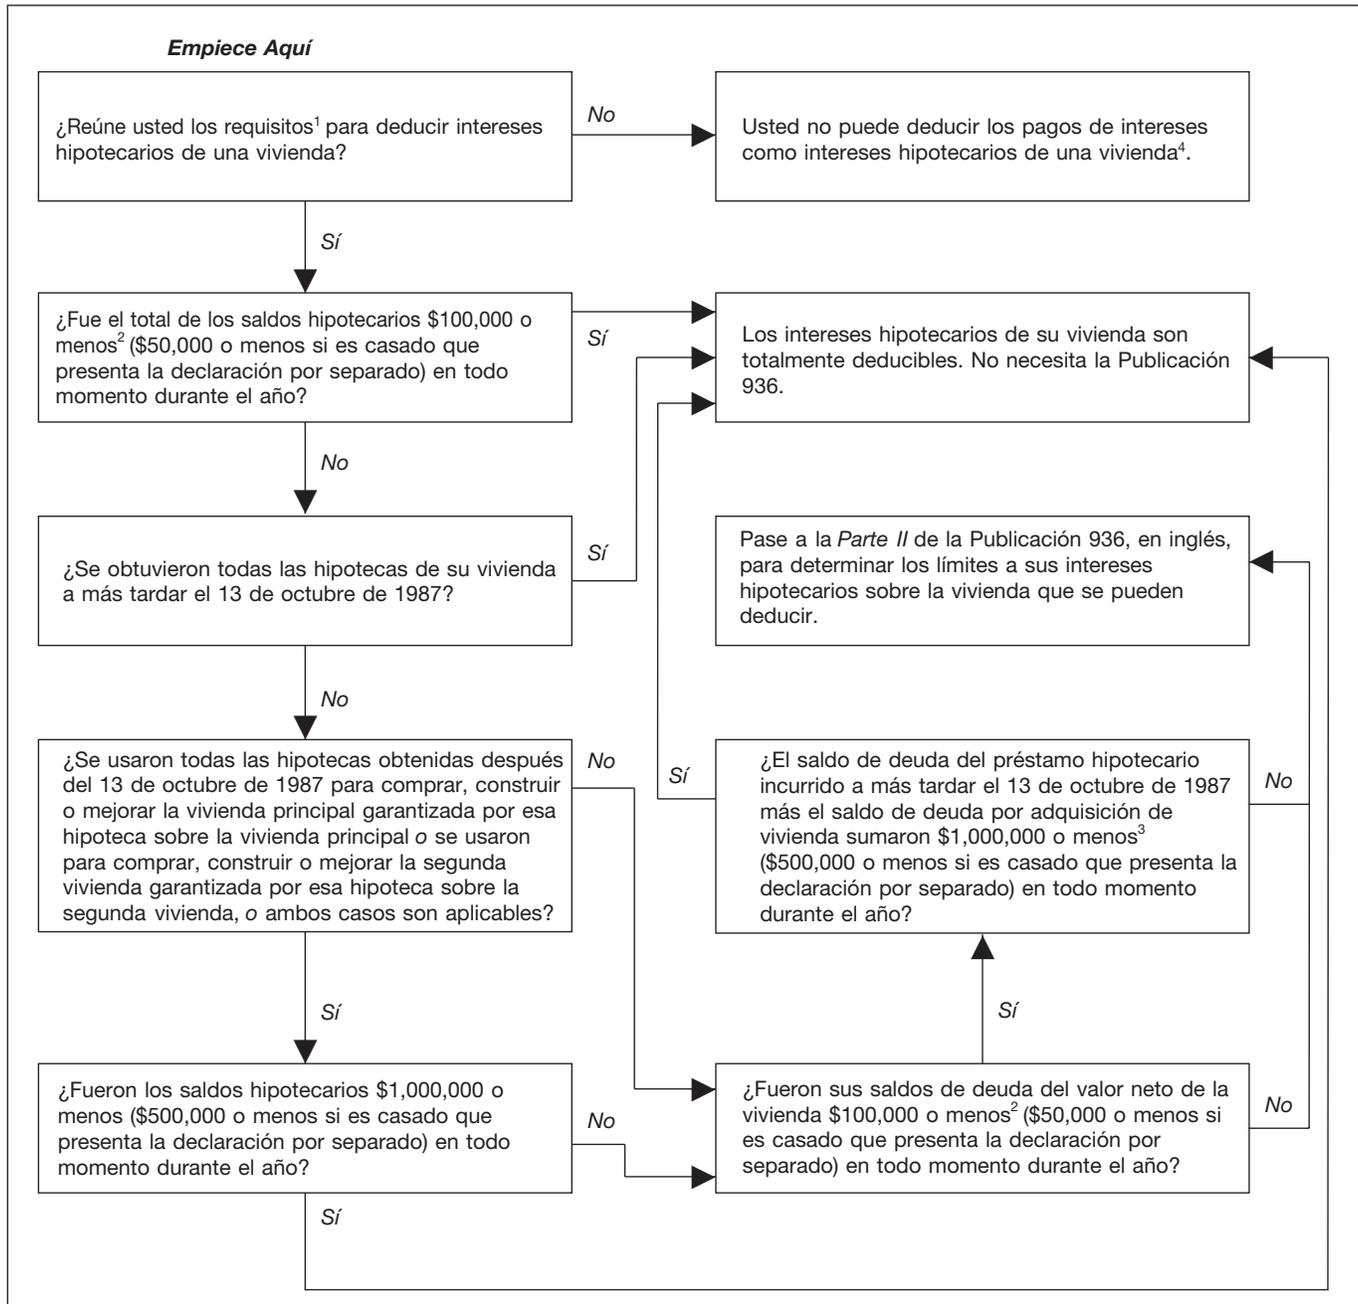 Empiece Aquí
¿Reúne usted los requisitos¹ para deducir intereses
hipotecarios de una vivienda?
No
Usted no puede deducir los pagos de intereses
como intereses hipotecarios de una vivienda⁴.
Sí
¿Fue el total de los saldos hipotecarios $100,000 o
menos² ($50,000 o menos si es casado que
presenta la declaración por separado) en todo
momento durante el año?
Sí
Los intereses hipotecarios de su vivienda son
totalmente deducibles. No necesita la Publicación
936.
No
¿Se obtuvieron todas las hipotecas de su vivienda
a más tardar el 13 de octubre de 1987?
Sí
Pase a la Parte II de la Publicación 936, en inglés,
para determinar los límites a sus intereses
hipotecarios sobre la vivienda que se pueden
deducir.
No
¿Se usaron todas las hipotecas obtenidas después
del 13 de octubre de 1987 para comprar, construir
o mejorar la vivienda principal garantizada por esa
hipoteca sobre la vivienda principal o se usaron
para comprar, construir o mejorar la segunda
vivienda garantizada por esa hipoteca sobre la
segunda vivienda, o ambos casos son aplicables?
No
Sí
¿El saldo de deuda del préstamo hipotecario
incurrido a más tardar el 13 de octubre de 1987
más el saldo de deuda por adquisición de
vivienda sumaron $1,000,000 o menos³
($500,000 o menos si es casado que presenta la
declaración por separado) en todo momento
durante el año?
No
Sí
Sí
¿Fueron los saldos hipotecarios $1,000,000 o
menos ($500,000 o menos si es casado que
presenta la declaración por separado) en todo
momento durante el año?
No
¿Fueron sus saldos de deuda del valor neto de la
vivienda $100,000 o menos² ($50,000 o menos si
es casado que presenta la declaración por
separado) en todo momento durante el año?
No
Sí